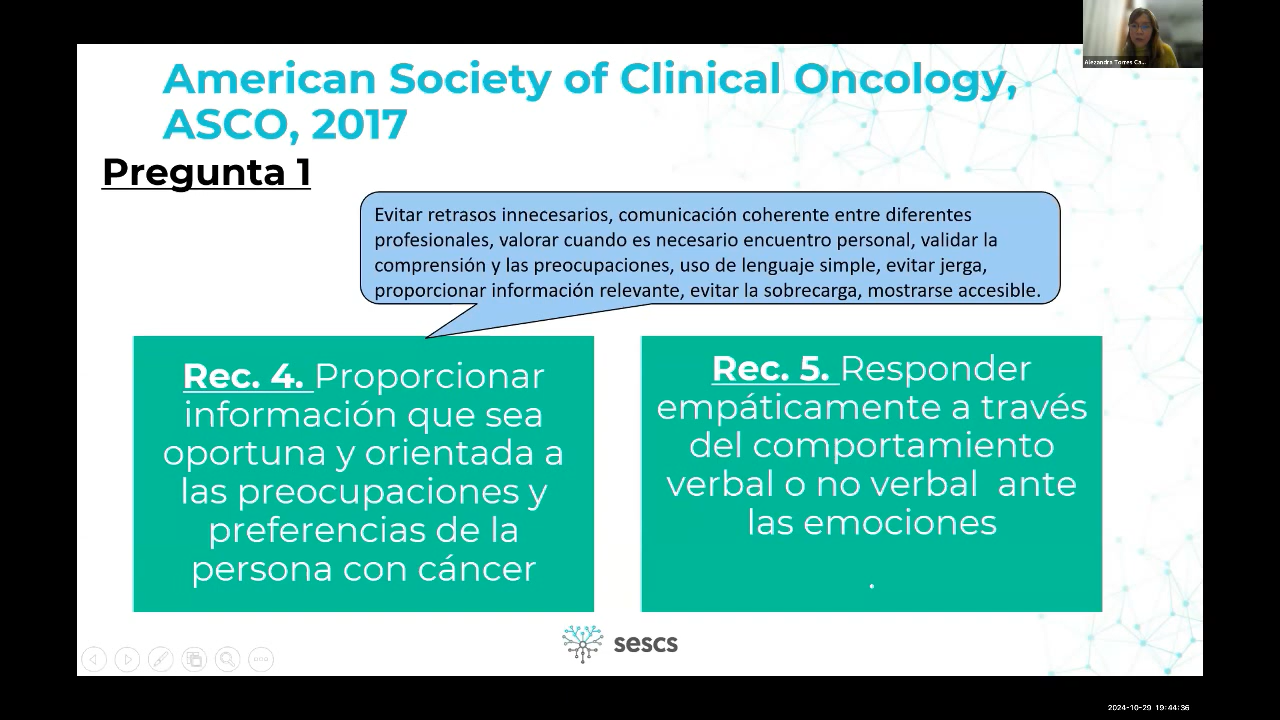 American Society of Clinical Oncology,
ASCO, 2017
Pregunta 1
Evitar retrasos innecesarios, comunicación coherente entre diferentes
profesionales, valorar cuando es necesario encuentro personal, validar la
comprensión y las preocupaciones, uso de lenguaje simple, evitar jerga,
proporcionar información relevante, evitar la sobrecarga, mostrarse accesible.
Rec. 4. Proporcionar
información que sea
oportuna y orientada a
las preocupaciones y
preferencias de la
persona con cáncer
Rec. 5. Responder
empáticamente a través
del comportamiento
verbal o no verbal  ante
las emociones
.
sescs
Alezandra Torres Ca...
2024-10-29 19:44:36